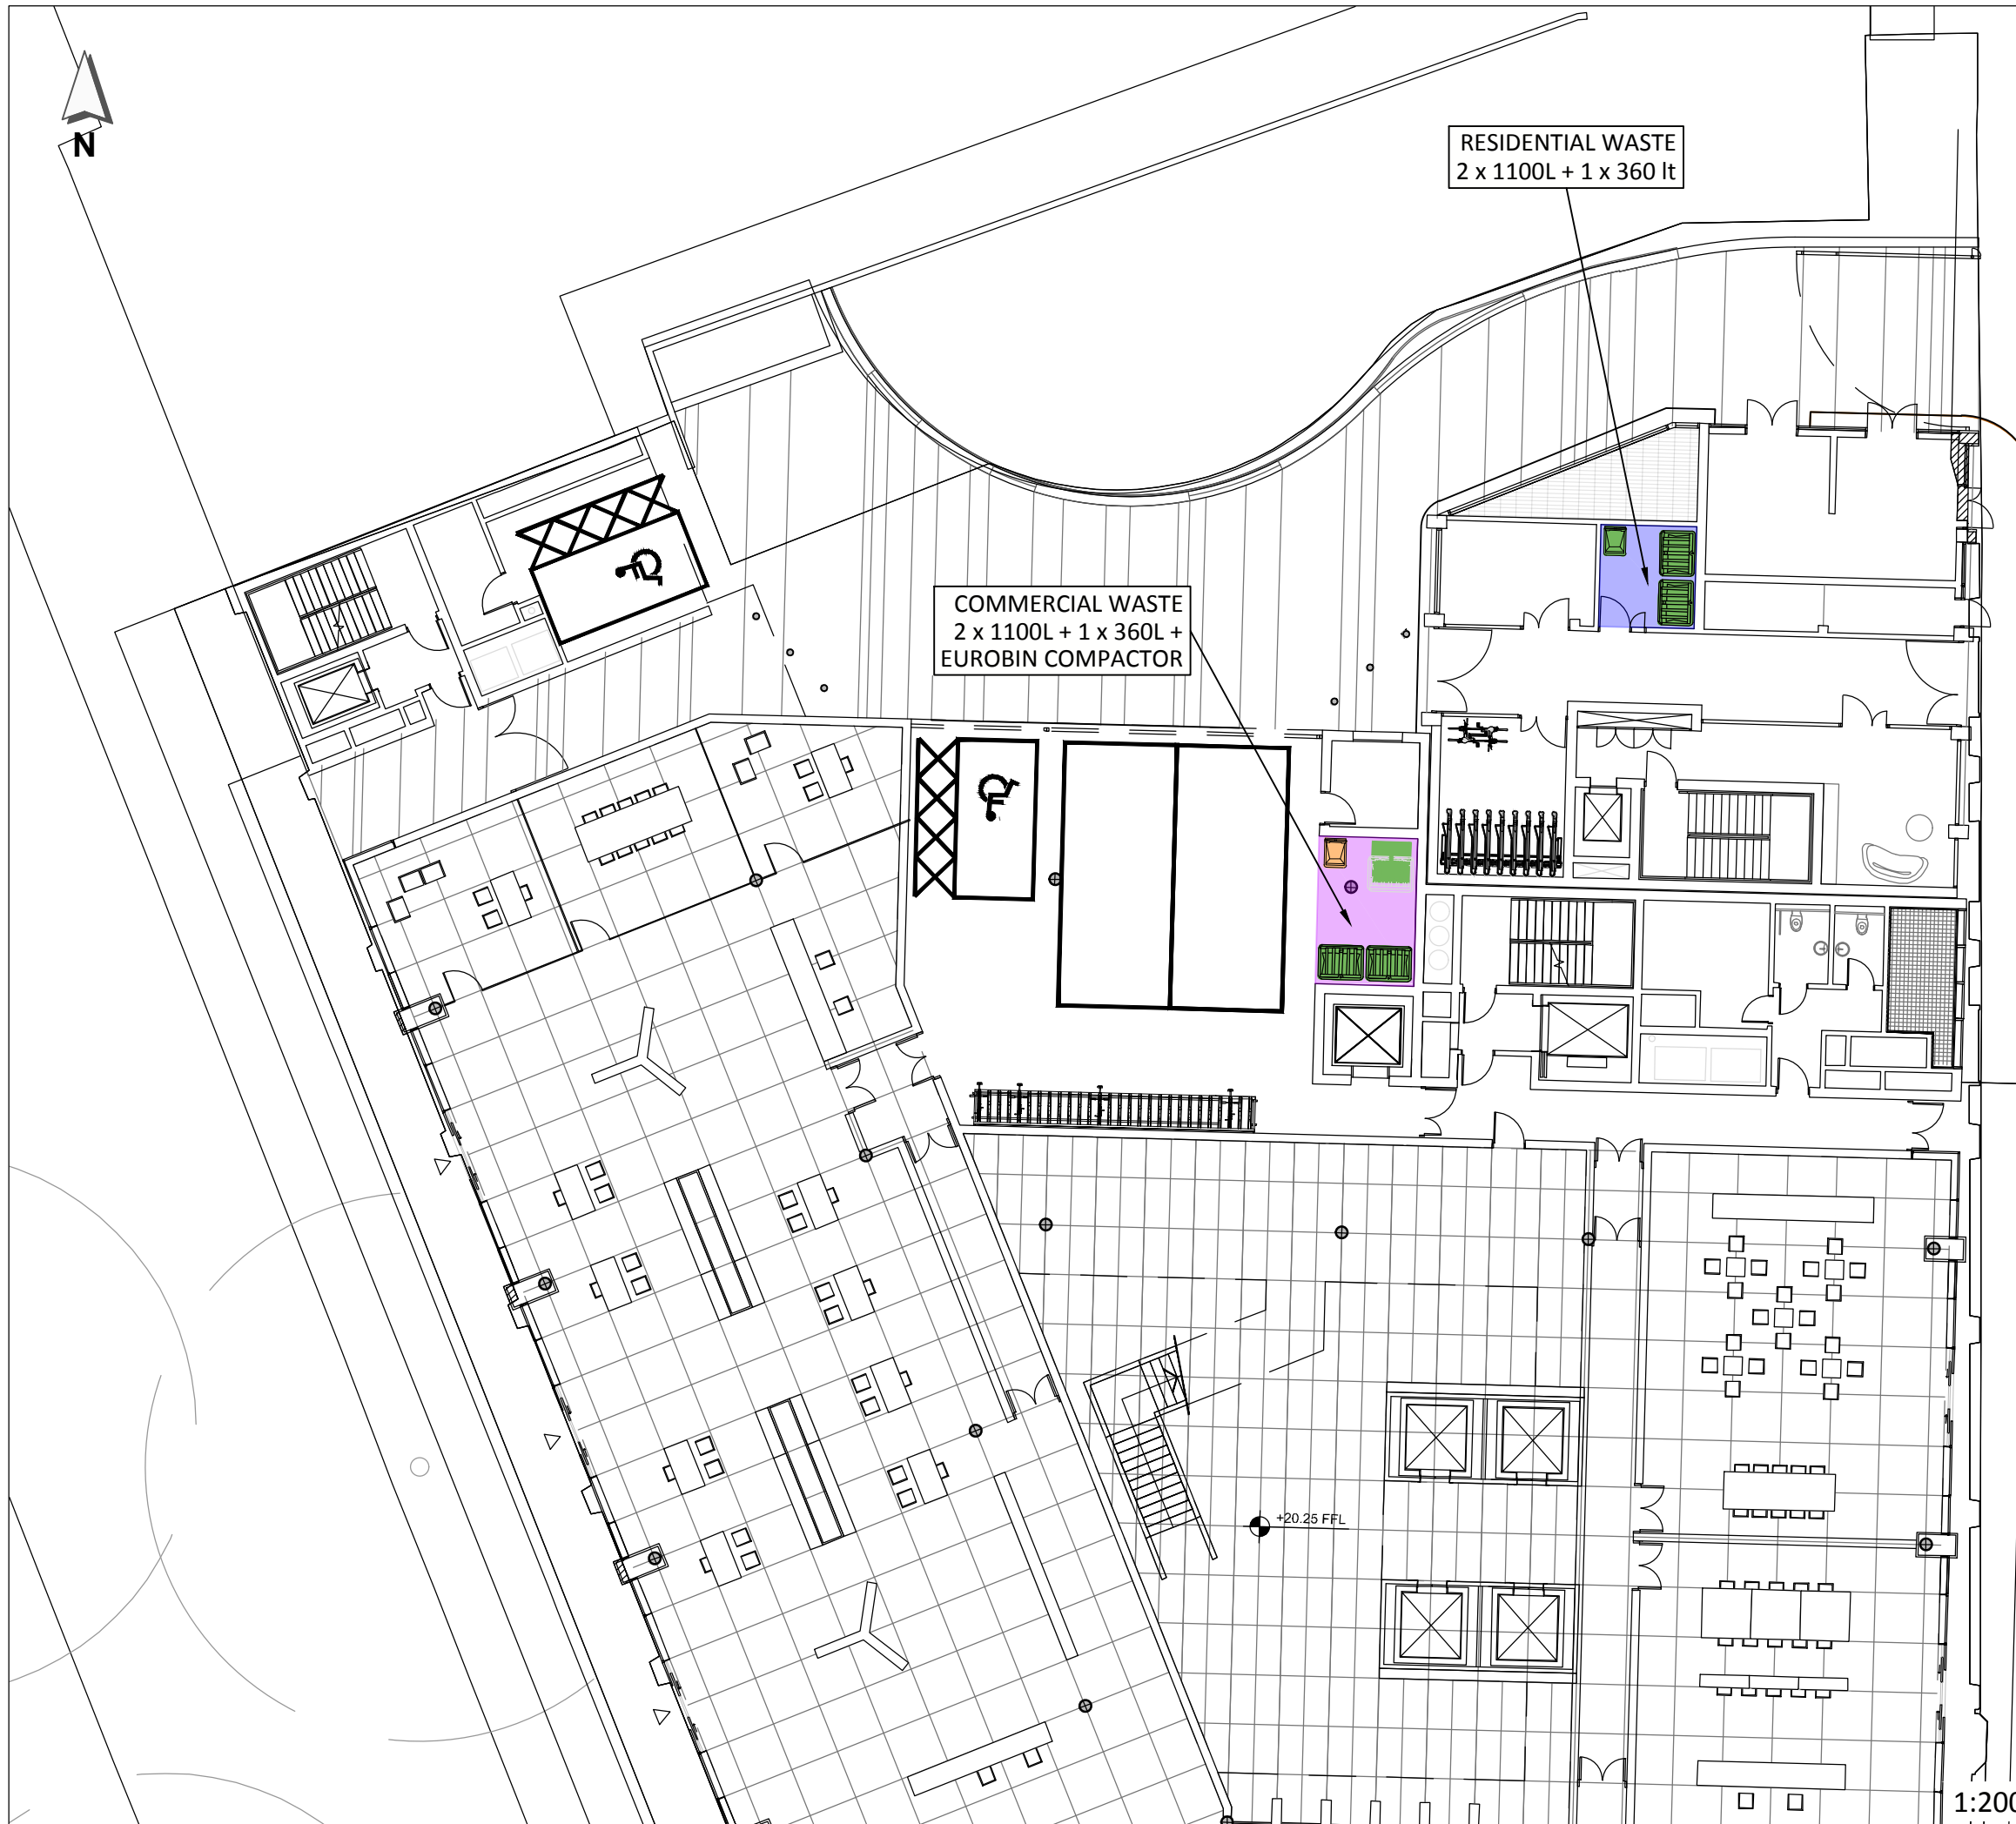 N
RESIDENTIAL WASTE
2 x 1100L + 1 x 360 lt
COMMERCIAL WASTE
2 x 1100L + 1 x 360L +
EUROBIN COMPACTOR
+20.25 FFL
1:200